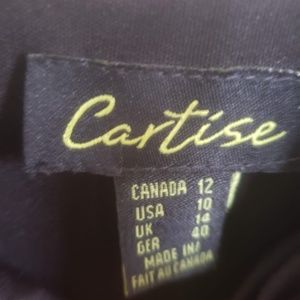 Cartise
CANADA 12
USA 10
UK 14
GER 40
MADE IN/
FAIT AU CANADA